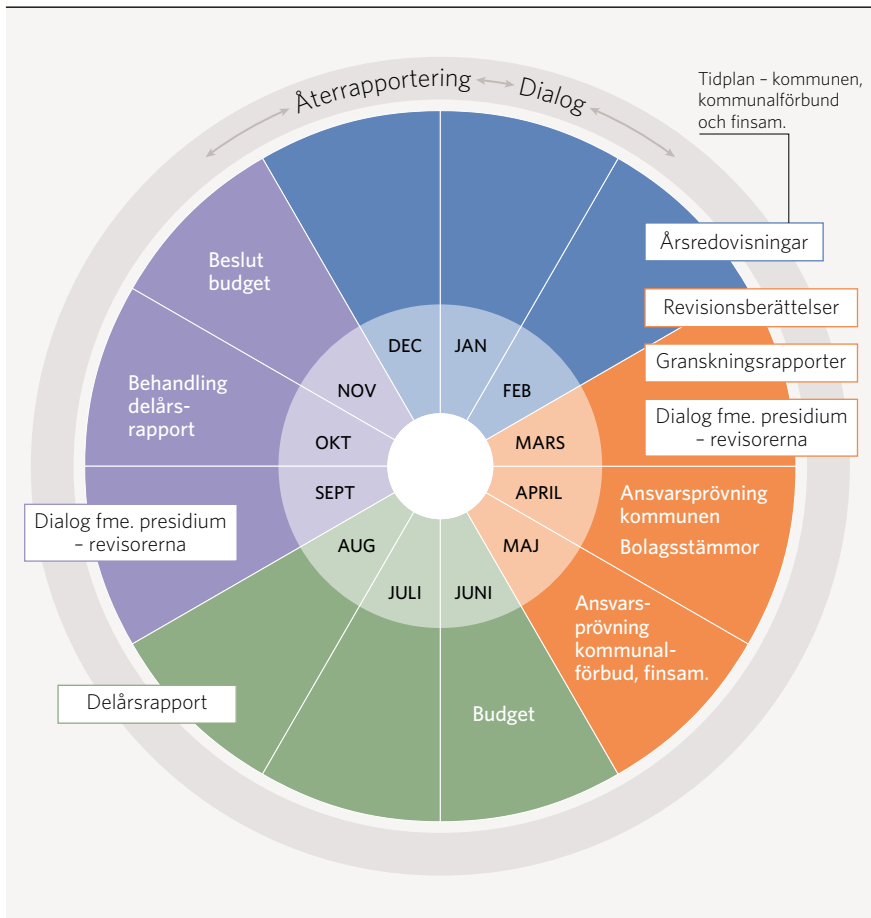 Återrapportering
Dialog
Tidplan – kommunen,
kommunalförbund
och finsam.
Årsredovisningar
Revisionsberättelser
Granskningsrapporter
Dialog fme. presidium
– revisorerna
Ansvarsprövning
kommunen
Bolagsstämmor
Ansvars-
prövning
kommunal-
förbud, finsam.
Budget
Delårsrapport
Dialog fme. presidium
– revisorerna
Behandling
delårs-
rapport
Beslut
budget
JAN
FEB
MARS
APRIL
MAJ
JUNI
JULI
AUG
SEPT
OKT
NOV
DEC